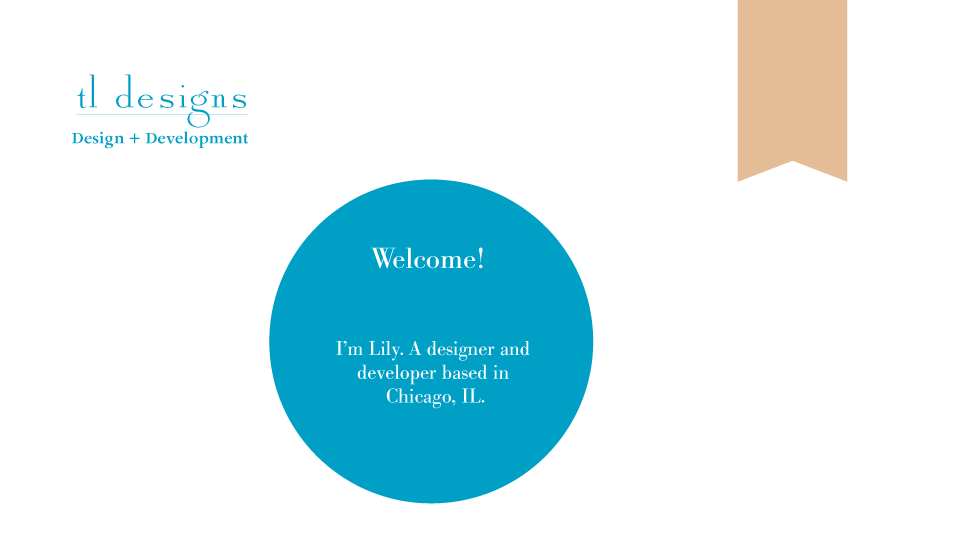 tl designs
Design + Development
Welcome!
I'm Lily. A designer and
developer based in
Chicago, IL.